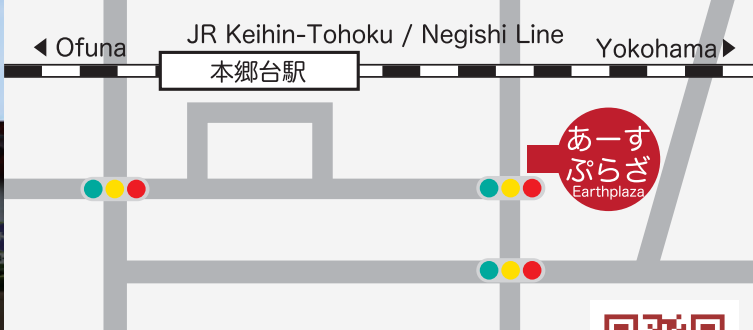 JR Keihin-Tohoku / Negishi Line
Ofuna
Yokohama
本郷台駅
あーす
ぷらざ
Earthplaza